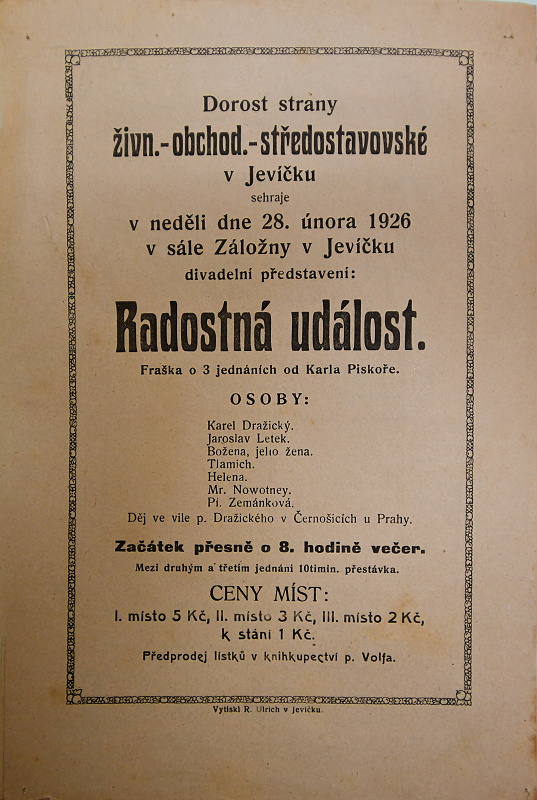 Dorost strany
živn.-obchod.-středostavovské
v Jevíčku
sehraje
v neděli dne 28. února 1926
v sále Záložny v Jevíčku
divadelní představení:
Radostná událost.
Fraška o 3 jednáních od Karla Piskoře.
OSOBY:
Karel Dražický.
Jaroslav Letek.
Božena, jeho žena.
Tlamich.
Helena.
Mr. Nowotney.
Pí. Zemánková.
Děj ve vile p. Dražického v Černošicích u Prahy.
Začátek přesně o 8. hodině večer.
Mezi druhým a třetím jednáni 10timin. přestávka.
CENY MÍST:
I. místo 5 Kč, II. místo 3 Kč, III. místo 2 Kč,
k stání 1 Kč.
Předprodej lístků v knihkupectví p. Volfa.
Vytiskl R. Ulrich v Jevíčku.